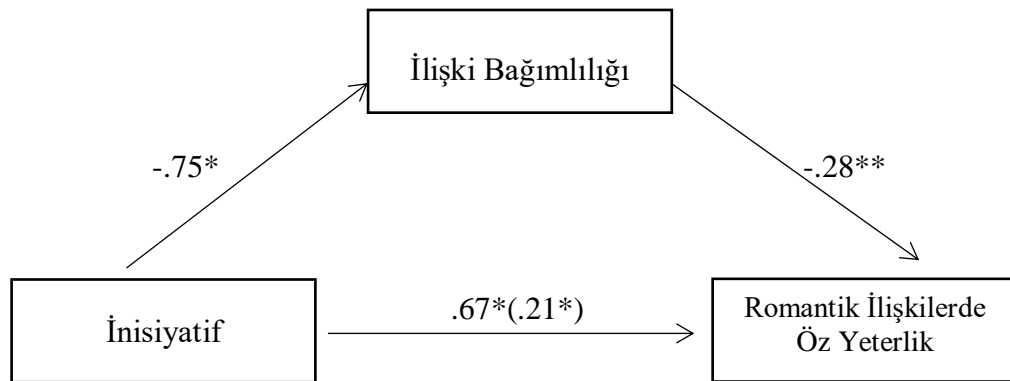 İlişki Bağımlılığı
-.75*
-.28**
İnisiyatif
.67*(.21*)
Romantik İlişkilerde
Öz Yeterlik